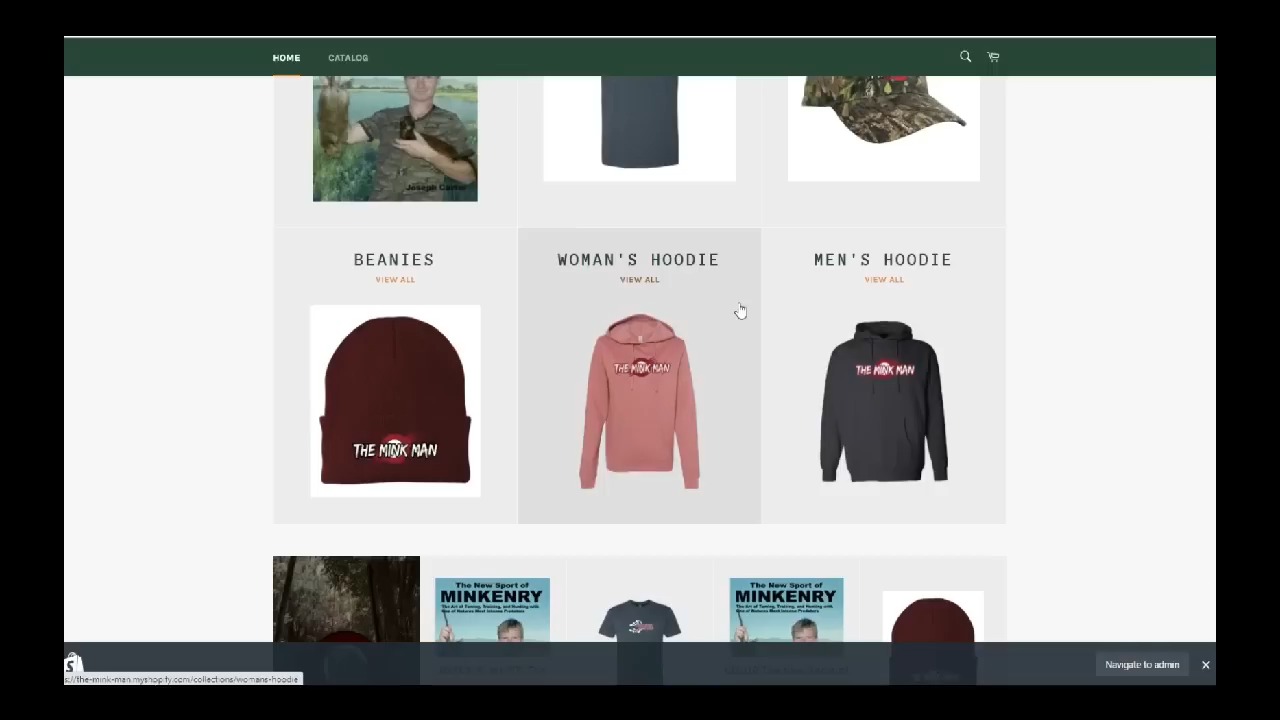 HOME CATALOG
Joseph Carter
BEANIES
VIEW ALL
WOMAN'S HOODIE
VIEW ALL
MEN'S HOODIE
VIEW ALL
THE MINK MAN
THE MINK MAN
THE MINK MAN
The New Sport of
MINKENRY
The Art of Taming, Training, and Hunting with
One of Natures Most Intense Predators
The New Sport of
MINKENRY
The Art of Taming, Training, and Hunting with
One of Natures Most Intense Predators
Navigate to admin
s://the-mink-man.myshopify.com/collections/womans-hoodie